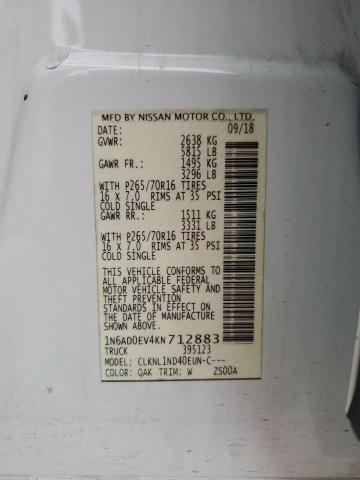 MFD BY NISSAN MOTOR CO., LTD.
DATE: 09/18
GVWR: 2638 KG
5815 LB
GAWR FR.: 1495 KG
3296 LB
WITH P265/70R16 TIRES
16 X 7.0 RIMS AT 35 PSI
COLD SINGLE
GAWR RR.: 1511 KG
3331 LB
WITH P265/70R16 TIRES
16 X 7.0 RIMS AT 35 PSI
COLD SINGLE
THIS VEHICLE CONFORMS TO
ALL APPLICABLE FEDERAL
MOTOR VEHICLE SAFETY AND
AND THEFT PREVENTION
STANDARDS IN EFFECT ON
THE DATE OF MANUFACTURE
SHOWN ABOVE.
1N6AD0EV4KN712883
TRUCK 395123
MODEL: CLKNL1ND40EUN-C---
COLOR: QAK TRIM: W ZS00A